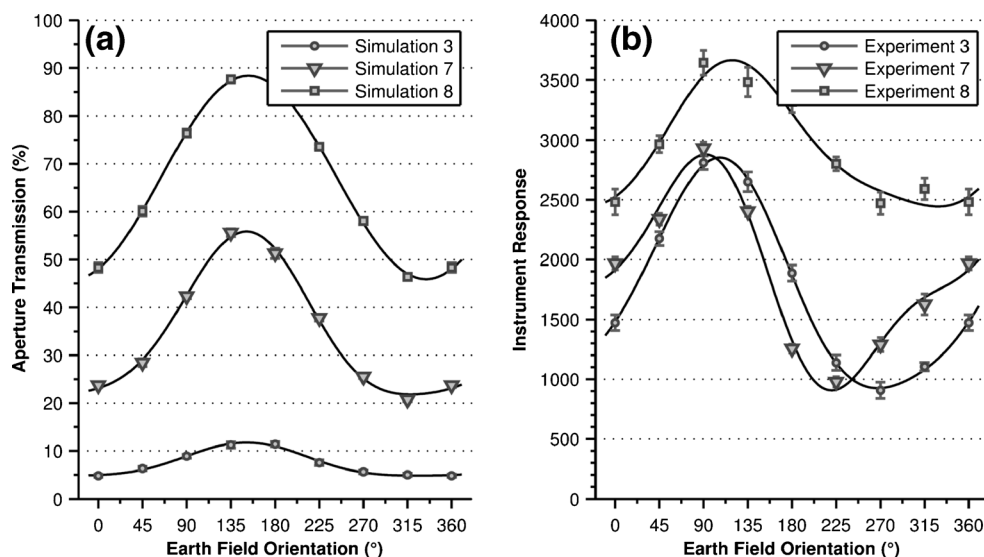 (a)
Simulation 3
Simulation 7
Simulation 8
Aperture Transmission (%)
100
90
80
70
60
50
40
30
20
10
0
0 45 90 135 180 225 270 315 360
Earth Field Orientation (°)
(b)
Experiment 3
Experiment 7
Experiment 8
Instrument Response
4000
3500
3000
2500
2000
1500
1000
500
0
0 45 90 135 180 225 270 315 360
Earth Field Orientation (°)